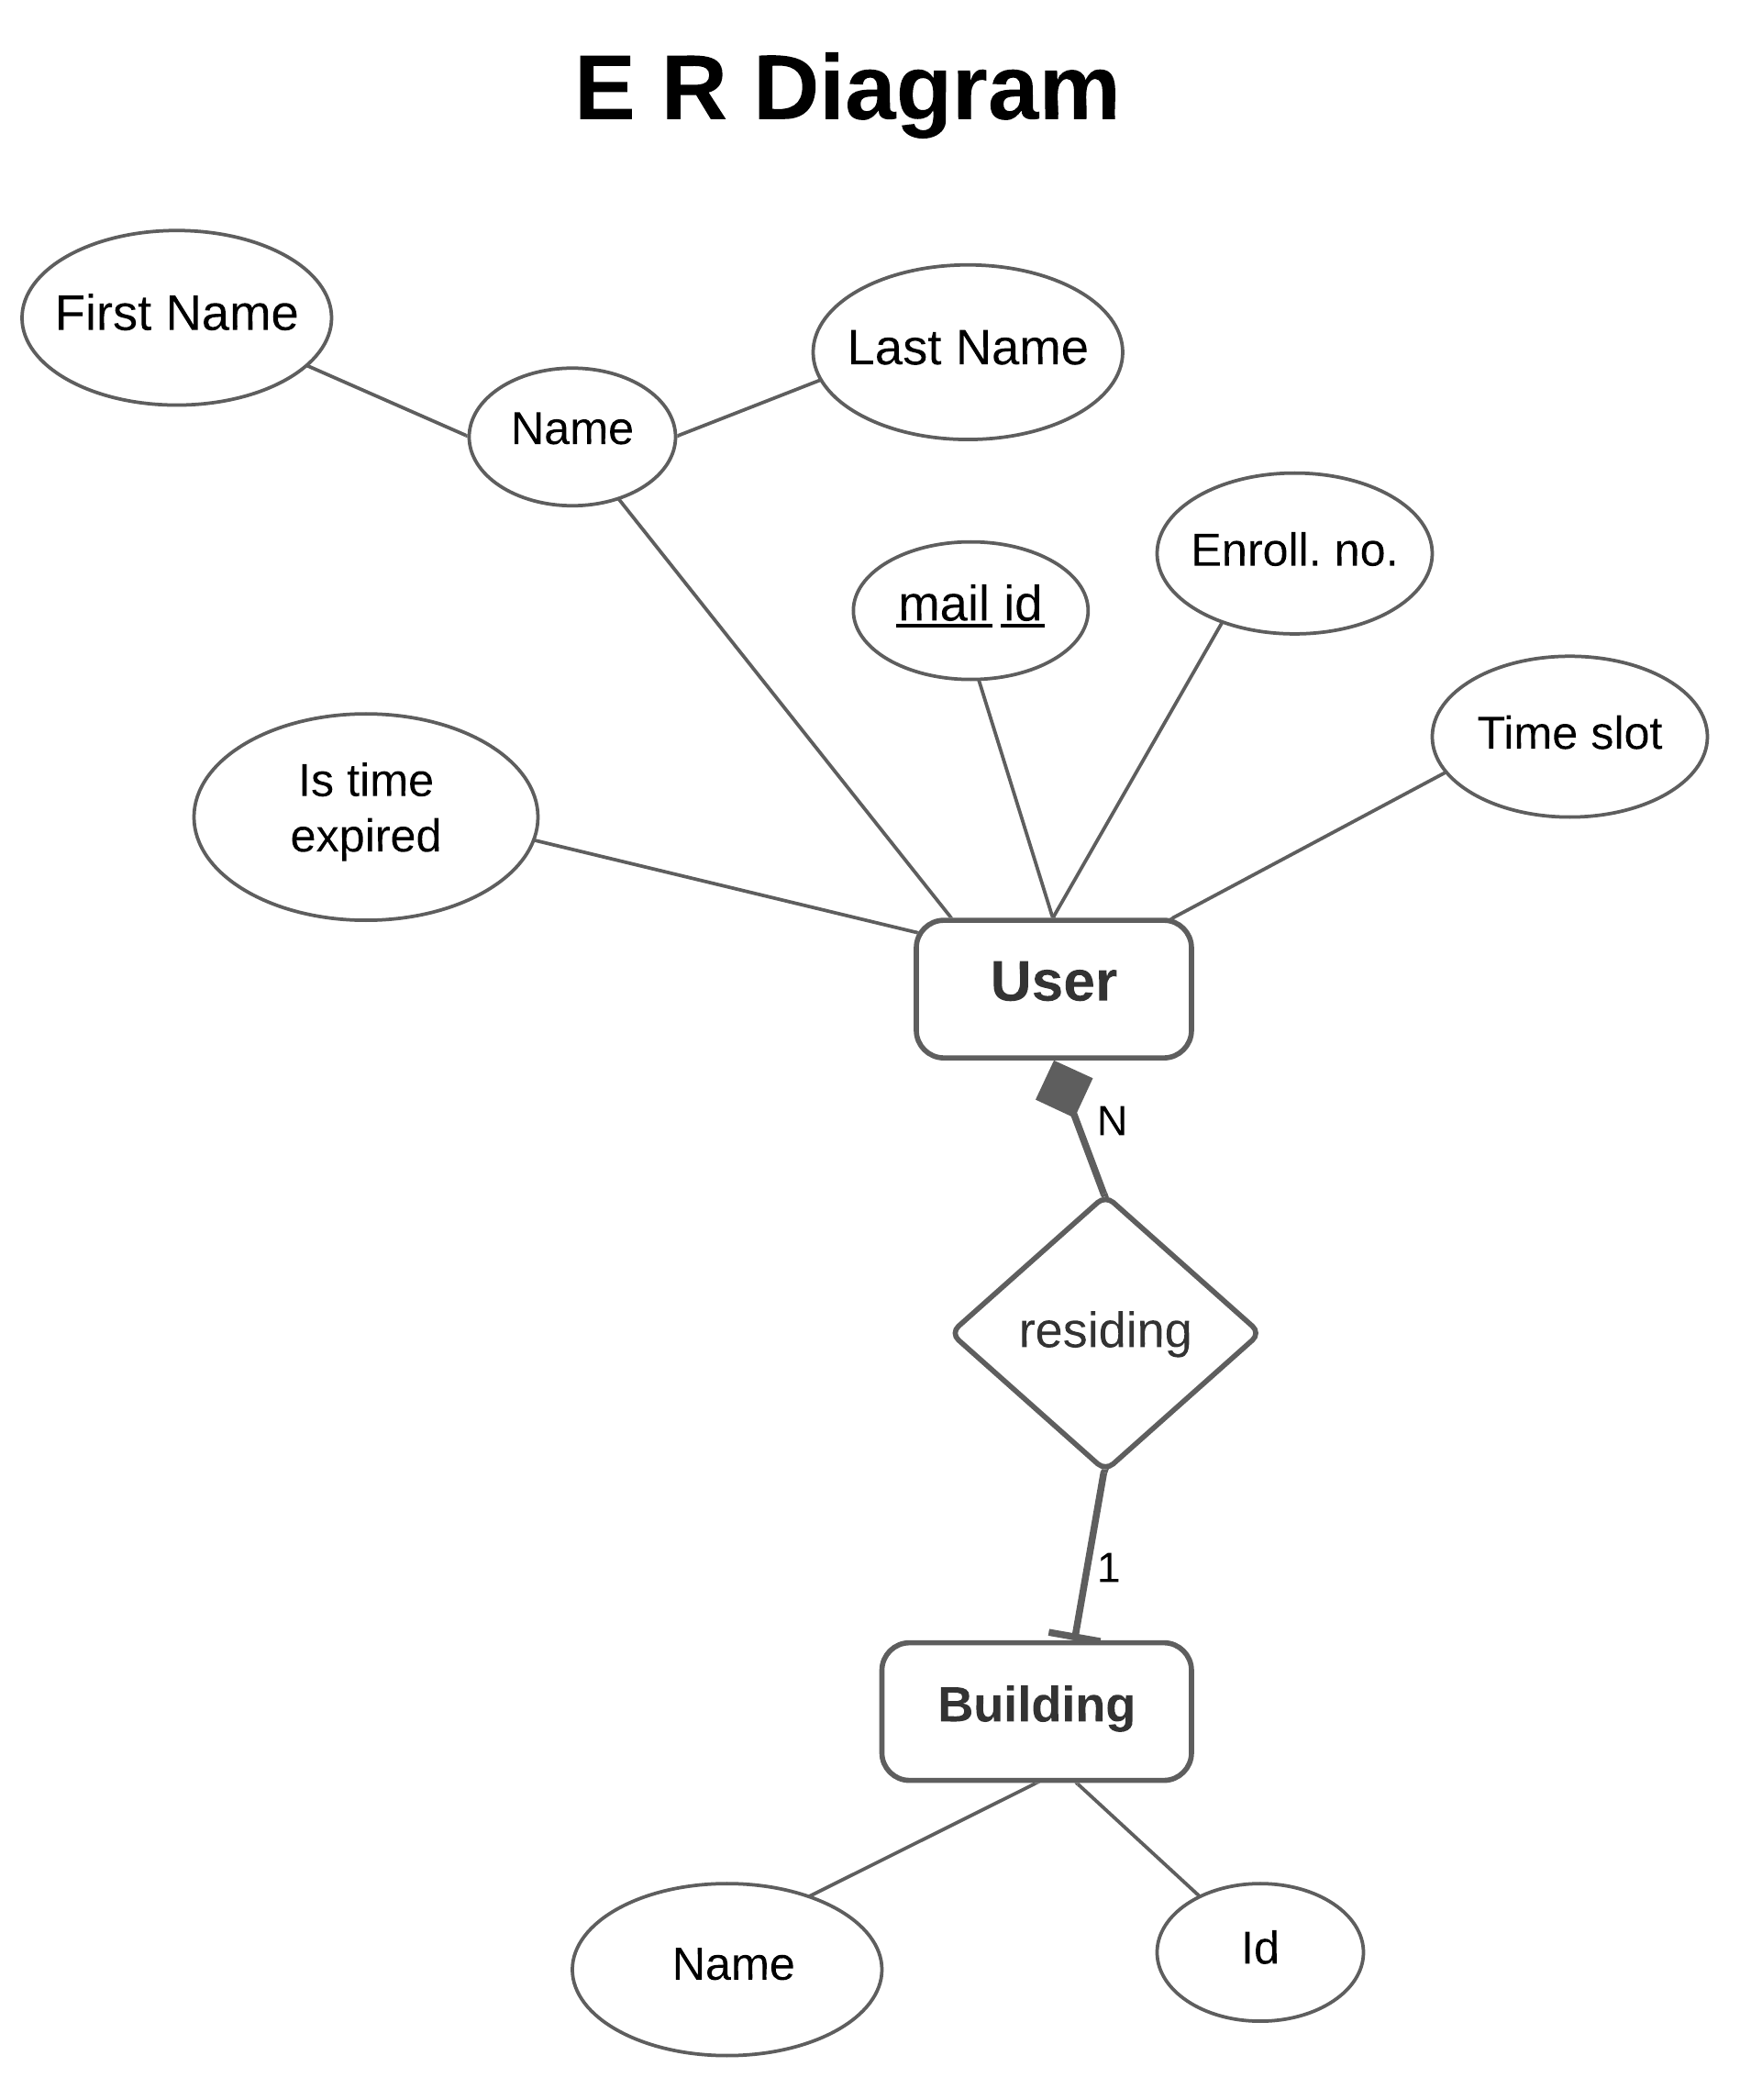 E R Diagram
First Name
Last Name
Name
Enroll. no.
mail id
Time slot
Is time
expired
User
N
residing
1
Building
Name
Id